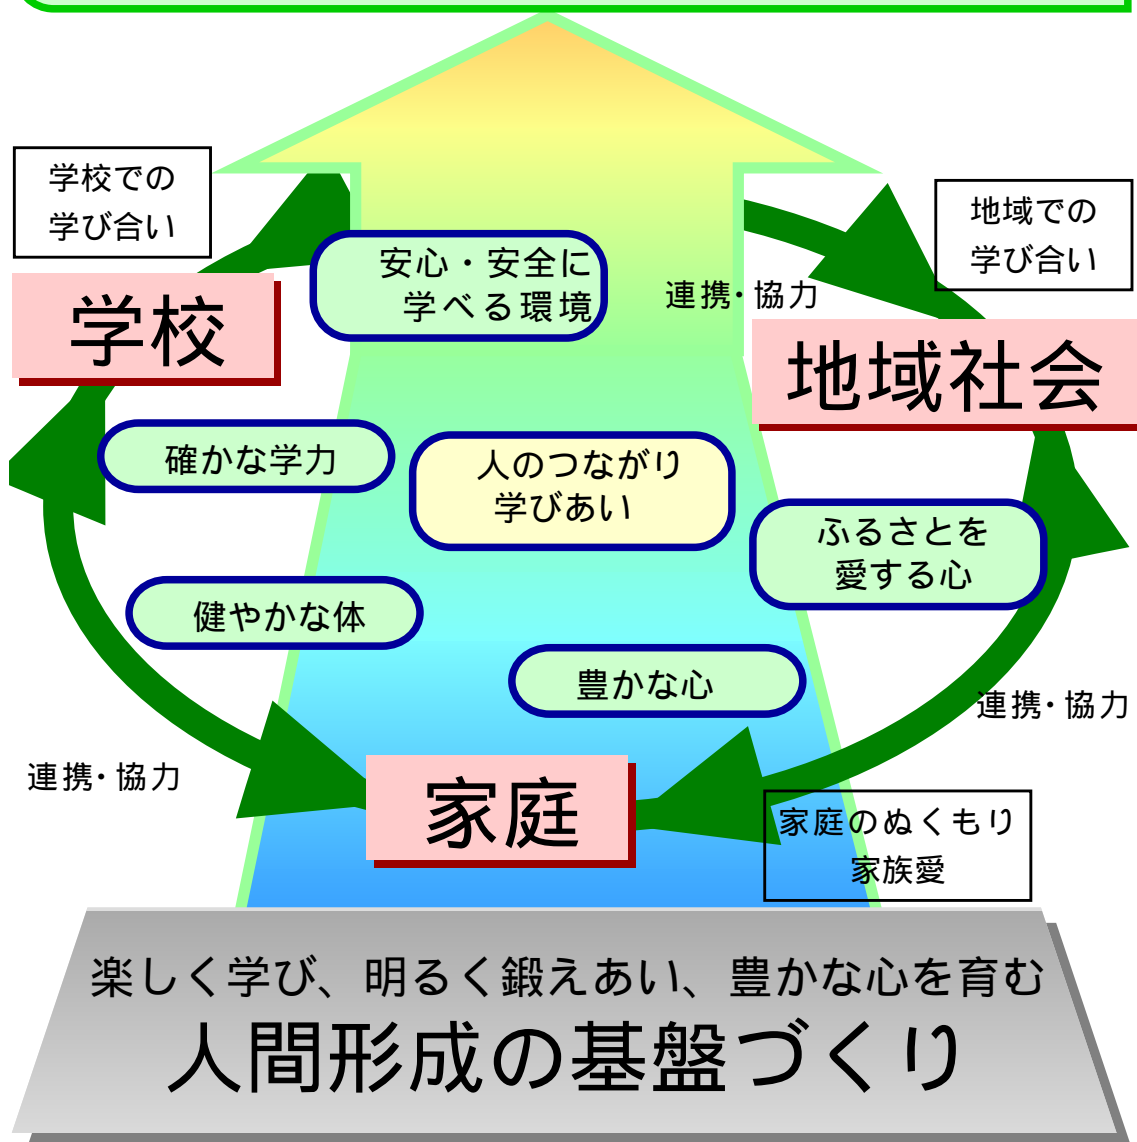 学校での
学び合い
地域での
学び合い
安心・安全に
学べる環境
連携・協力
学校
地域社会
確かな学力
人のつながり
学びあい
ふるさとを
愛する心
健やかな体
豊かな心
連携・協力
連携・協力
家庭
家庭のぬくもり
家族愛
楽しく学び、明るく鍛えあい、豊かな心を育む
人間形成の基盤づくり